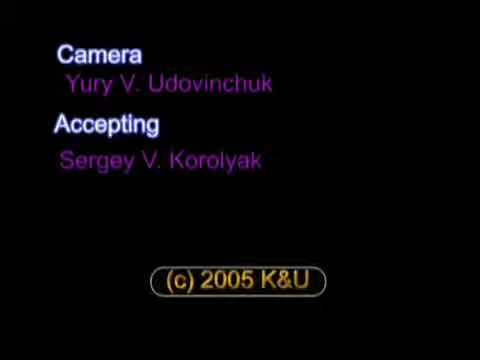 Camera
Yury V. Udovinchuk
Accepting
Sergey V. Korolyak
(c) 2005 K&U